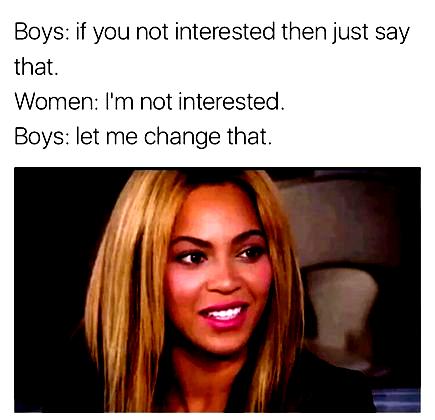 Boys: if you not interested then just say
that.
Women: I'm not interested.
Boys: let me change that.